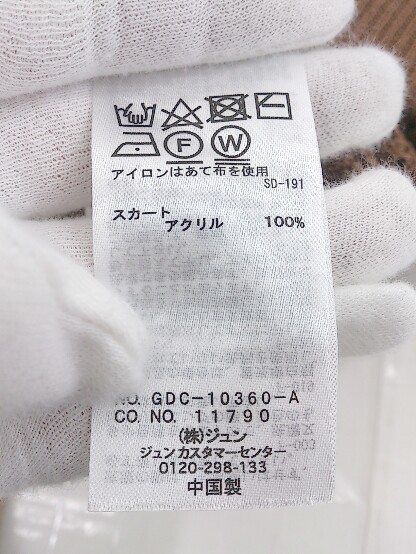 F W
アイロンはあて布を使用
SD-191
スカート
アクリル 100%
NO. GDC-10360-A
CO. NO. 11790
(株)ジュン
ジュンカスタマーセンター
0120-298-133
中国製